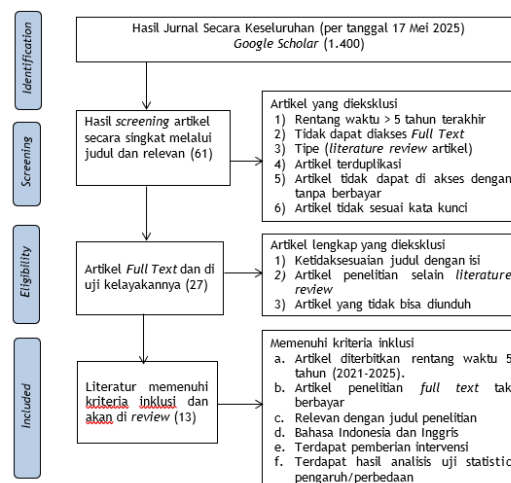 Identification
Hasil Jurnal Secara Keseluruhan (per tanggal 17 Mei 2025)
Google Scholar (1.400)
Screening
Hasil screening artikel
secara singkat melalui
judul dan relevan (61)
Artikel yang dieksklusi
1) Rentang waktu > 5 tahun terakhir
2) Tidak dapat diakses Full Text
3) Tipe (literature review artikel)
4) Artikel terduplikasi
5) Artikel tidak dapat di akses dengan
tanpa berbayar
6) Artikel tidak sesuai kata kunci
Eligibility
Artikel Full Text dan di
uji kelayakannya (27)
Artikel lengkap yang dieksklusi
1) Ketidaksesuaian judul dengan isi
2) Artikel penelitian selain literature
review
3) Artikel yang tidak bisa diunduh
Included
Literatur memenuhi
kriteria inklusi dan
akan di review (13)
Memenuhi kriteria inklusi
a. Artikel diterbitkan rentang waktu 5
tahun (2021-2025).
b. Artikel penelitian full text tak
berbayar
c. Relevan dengan judul penelitian
d. Bahasa Indonesia dan Inggris
e. Terdapat pemberian intervensi
f. Terdapat hasil analisis uji statistic
pengaruh/perbedaan